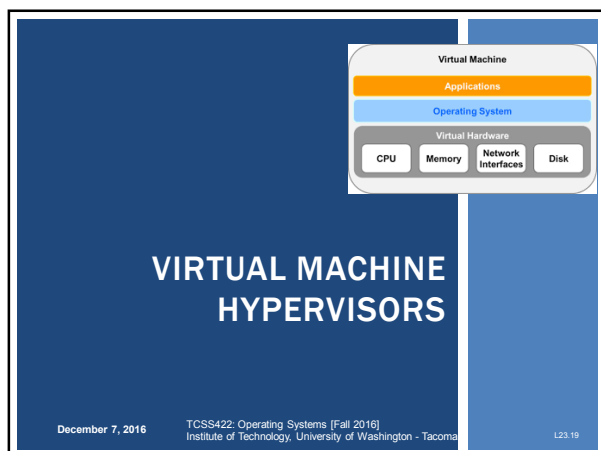 Virtual Machine
Applications
Operating System
Virtual Hardware
CPU
Memory
Network
Interfaces
Disk
VIRTUAL MACHINE
HYPERVISORS
December 7, 2016
TCSS422: Operating Systems [Fall 2016]
Institute of Technology, University of Washington - Tacoma
L23.19